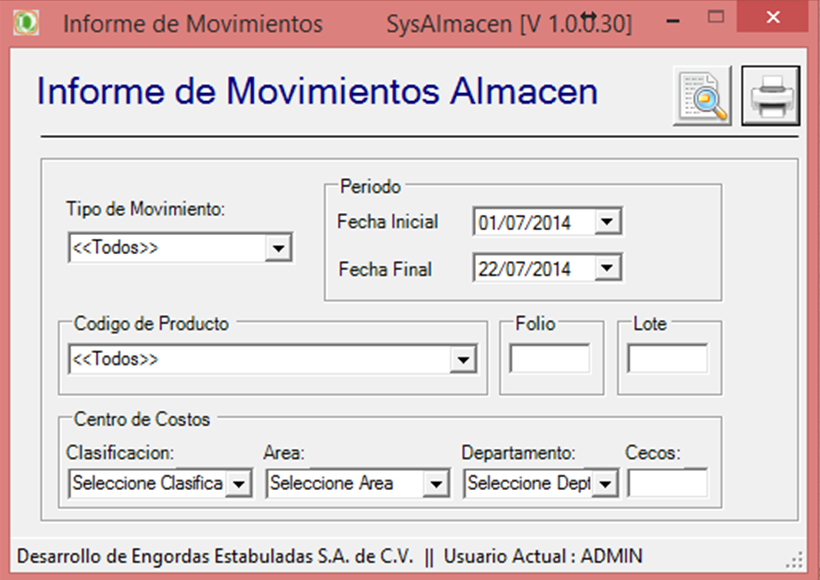 Informe de Movimientos SysAlmacen [V 1.0.0.30]
Informe de Movimientos Almacen
Tipo de Movimiento:
<<Todos>>
Periodo
Fecha Inicial 01/07/2014
Fecha Final 22/07/2014
Codigo de Producto
<<Todos>>
Folio
Lote
Centro de Costos
Clasificacion: Area: Departamento: Cecos:
Seleccione Clasifica Seleccione Area Seleccione Dept
Desarrollo de Engordas Estabuladas S.A. de C.V. || Usuario Actual : ADMIN